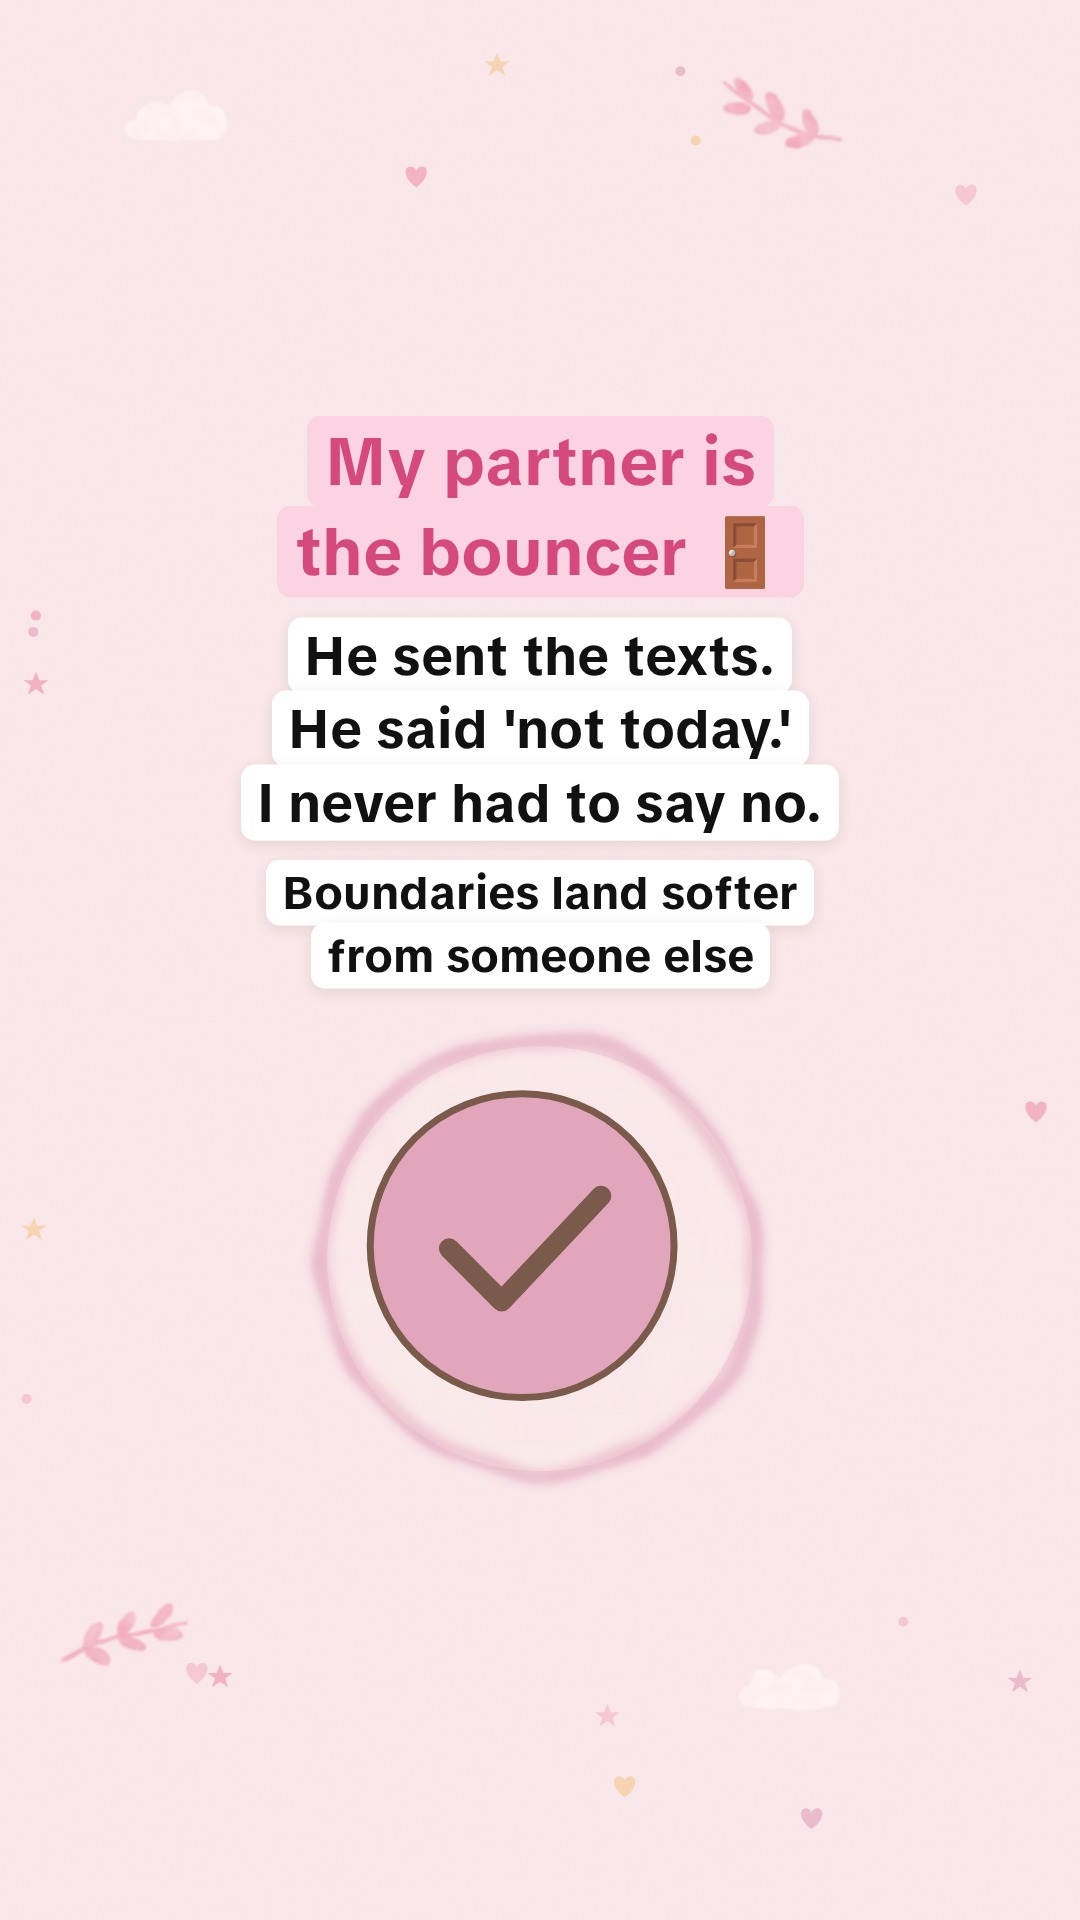 My partner is
the bouncer 🚪
He sent the texts.
He said 'not today.'
I never had to say no.
Boundaries land softer
from someone else